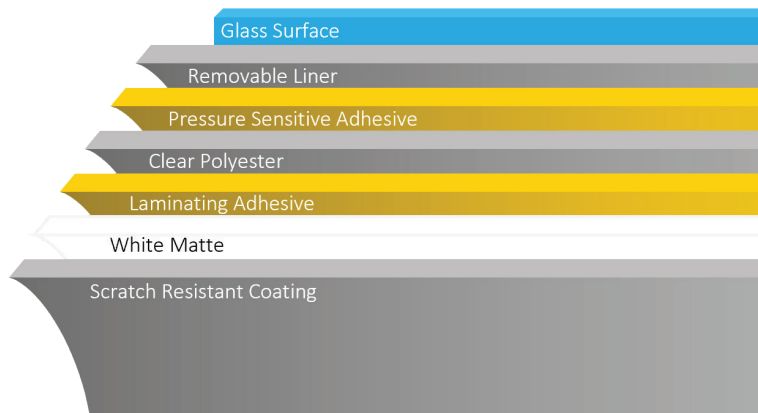 Glass Surface
Removable Liner
Pressure Sensitive Adhesive
Clear Polyester
Laminating Adhesive
White Matte
Scratch Resistant Coating